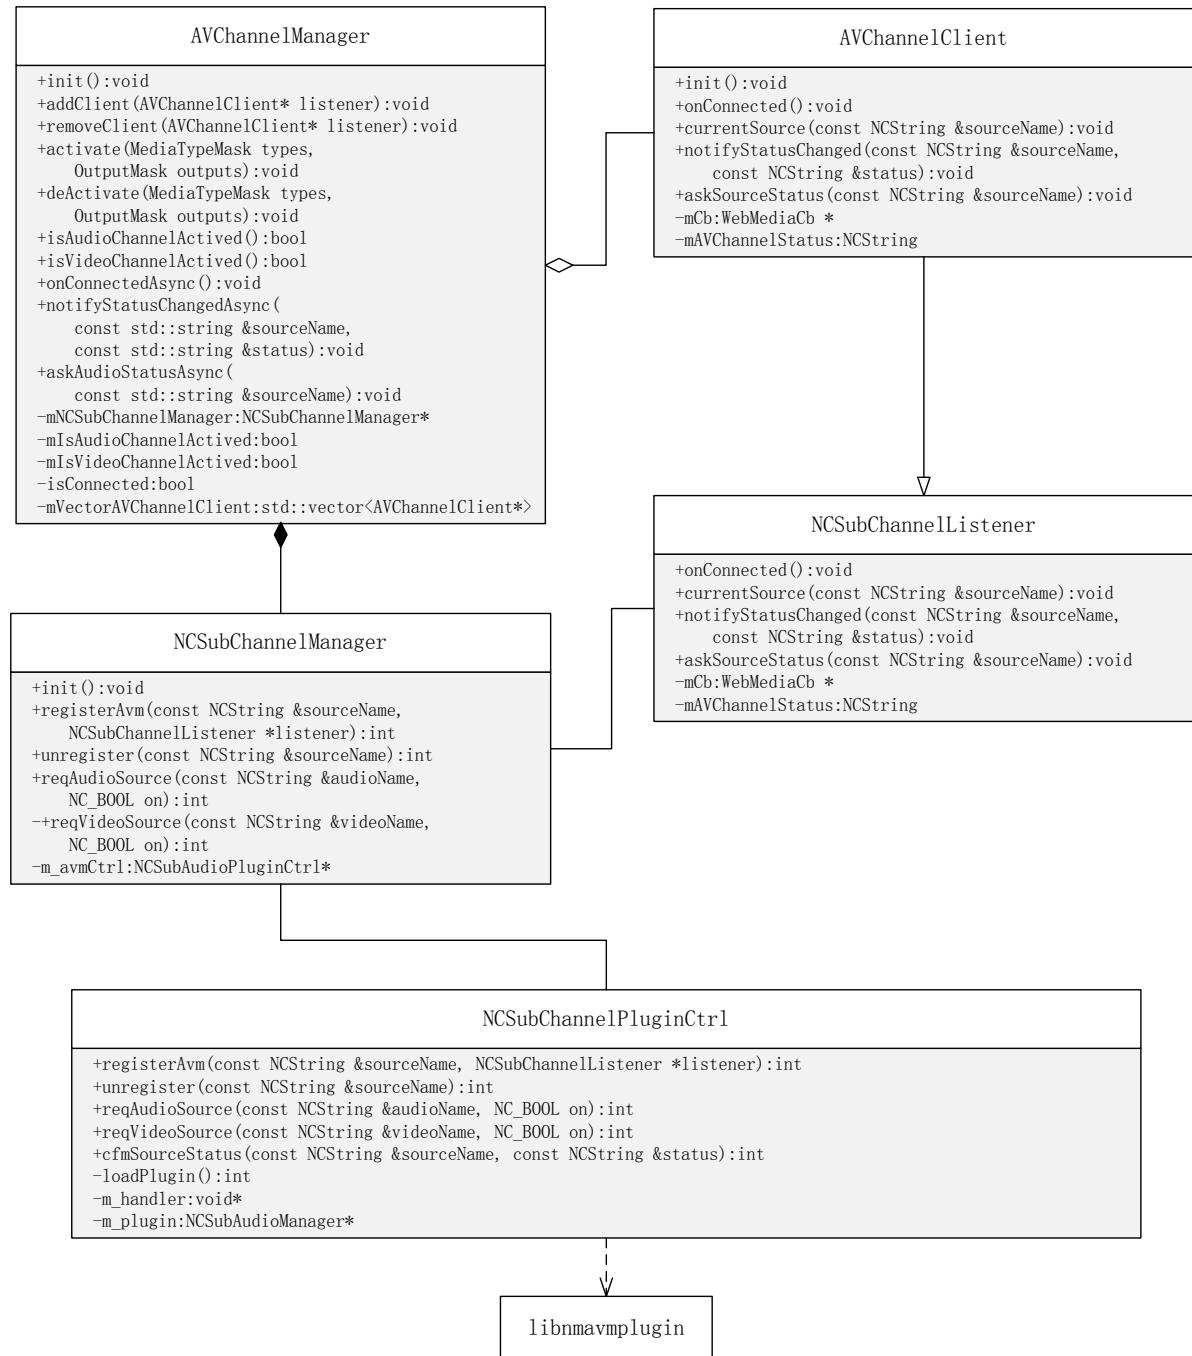 AVChannelManager
+init():void
+addClient(AVChannelClient* listener):void
+removeClient(AVChannelClient* listener):void
+activate(MediaTypeMask types,
OutputMask outputs):void
+deActivate(MediaTypeMask types,
OutputMask outputs):void
+isAudioChannelActived():bool
+isVideoChannelActived():bool
+onConnectedAsync():void
+notifyStatusChangedAsync(
const std::string &sourceName,
const std::string &status):void
+askAudioStatusAsync(
const std::string &sourceName):void
-mNCSubChannelManager:NCSubChannelManager*
-mIsAudioChannelActived:bool
-mIsVideoChannelActived:bool
-isConnected:bool
-mVectorAVChannelClient:std::vector<AVChannelClient*>
AVChannelClient
+init():void
+onConnected():void
+currentSource(const NCString &sourceName):void
+notifyStatusChanged(const NCString &sourceName,
const NCString &status):void
+askSourceStatus(const NCString &sourceName):void
-mCb:WebMediaCb *
-mAVChannelStatus:NCString
NCSubChannelListener
+onConnected():void
+currentSource(const NCString &sourceName):void
+notifyStatusChanged(const NCString &sourceName,
const NCString &status):void
+askSourceStatus(const NCString &sourceName):void
-mCb:WebMediaCb *
-mAVChannelStatus:NCString
NCSubChannelManager
+init():void
+registerAvm(const NCString &sourceName,
NCSubChannelListener *listener):int
+unregister(const NCString &sourceName):int
+reqAudioSource(const NCString &audioName,
NC_BOOL on):int
-+reqVideoSource(const NCString &videoName,
NC_BOOL on):int
-m_avmCtrl:NCSubAudioPluginCtrl*
NCSubChannelPluginCtrl
+registerAvm(const NCString &sourceName, NCSubChannelListener *listener):int
+unregister(const NCString &sourceName):int
+reqAudioSource(const NCString &audioName, NC_BOOL on):int
+reqVideoSource(const NCString &videoName, NC_BOOL on):int
+cfmSourceStatus(const NCString &sourceName, const NCString &status):int
-loadPlugin():int
-m_handler:void*
-m_plugin:NCSubAudioManager*
libnmavmplugin